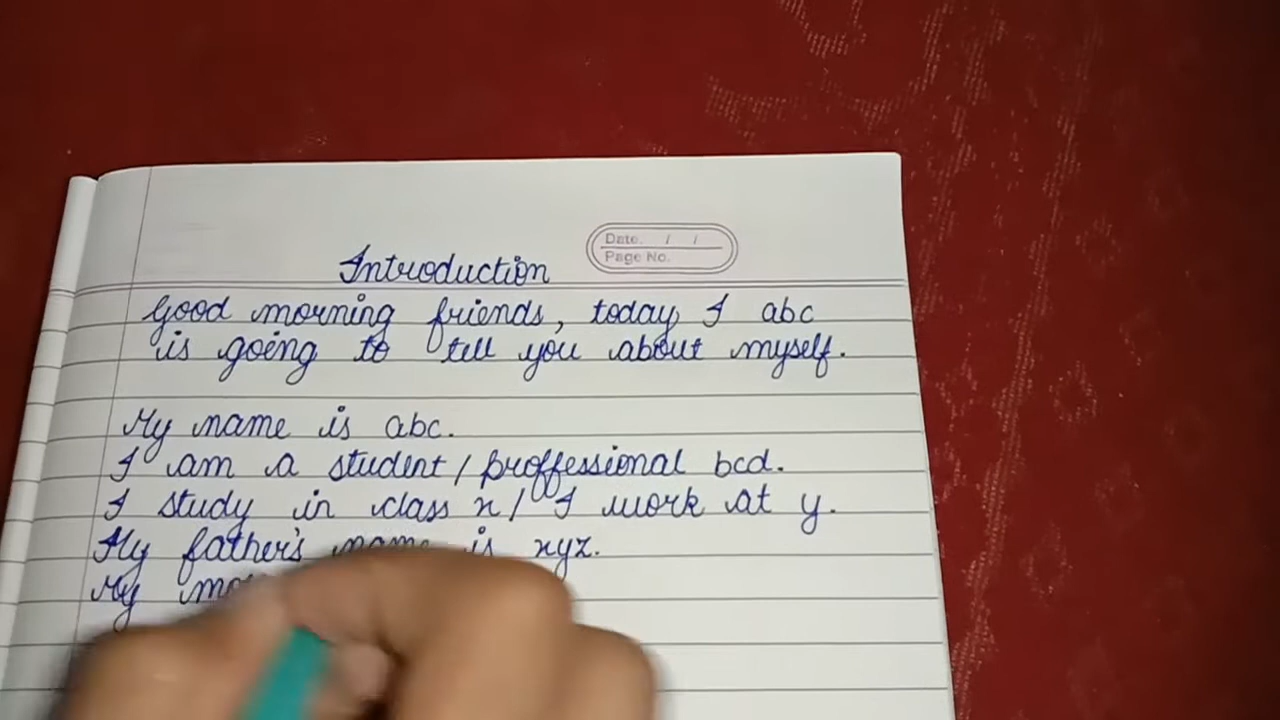 Date. / /
Page No.
Introduction
Good morning friends, today I abc
is going to tell you about myself.
My name is abc.
I am a student/proffessional bcd.
I study in class x/ I work at y.
My father's name is xyz.
My